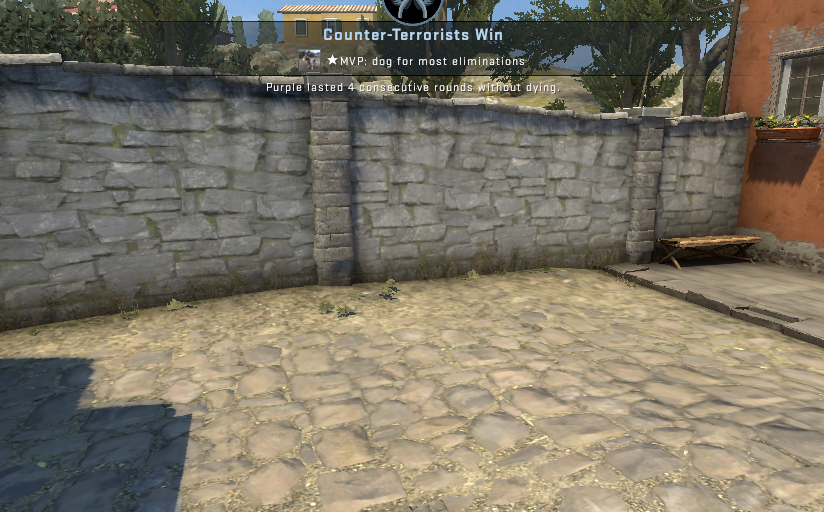 Counter-Terrorists Win
★MVP: dog for most eliminations
Purple lasted 4 consecutive rounds without dying.